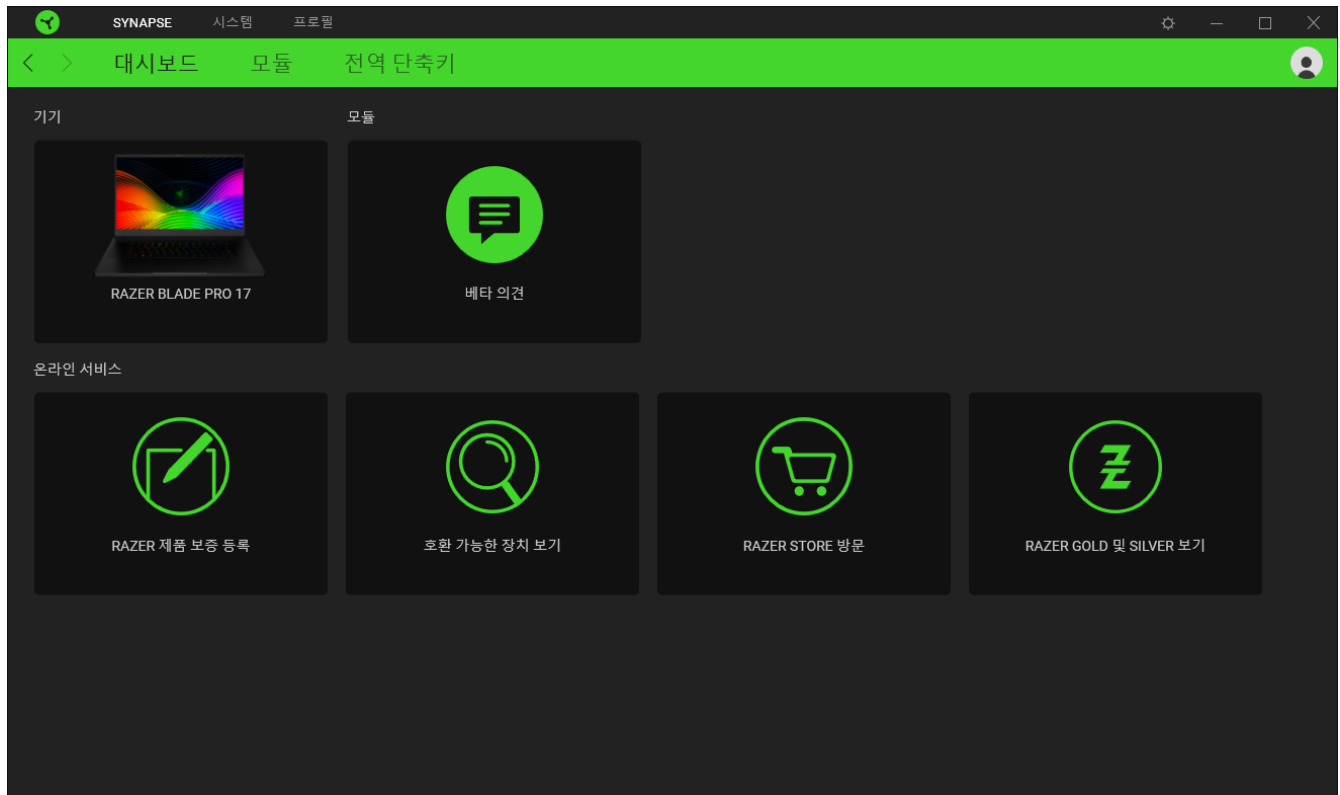 SYNAPSE 시스템 프로필
대시보드 모듈 전역 단축키
기기 모듈
RAZER BLADE PRO 17 베타 의견
온라인 서비스
RAZER 제품 보증 등록 호환 가능한 장치 보기 RAZER STORE 방문 RAZER GOLD 및 SILVER 보기